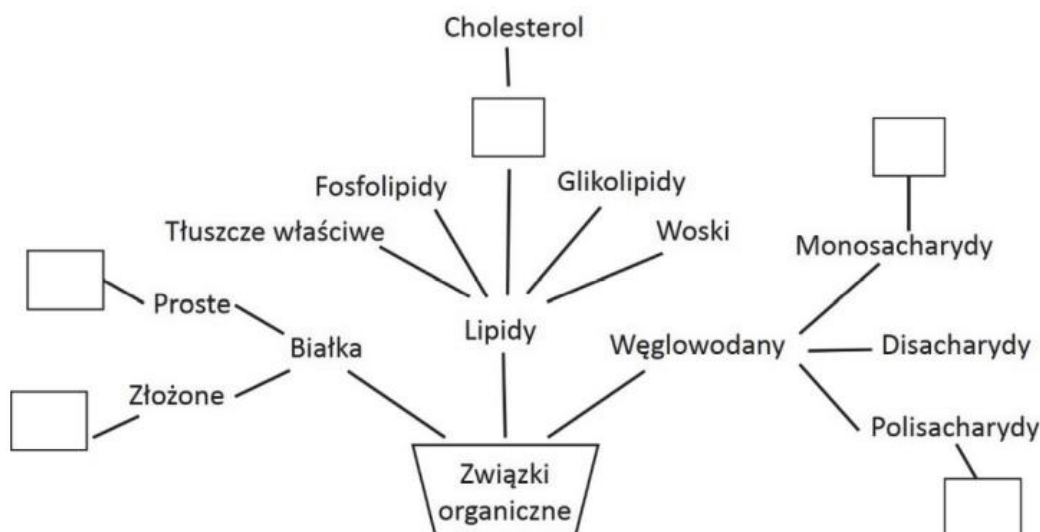 Cholesterol
Fosfolipidy
Glikolipidy
Tłuszcze właściwe
Woski
Monosacharydy
Proste
Lipidy
Białka
Węglowodany
Disacharydy
Złożone
Polisacharydy
Związki
organiczne